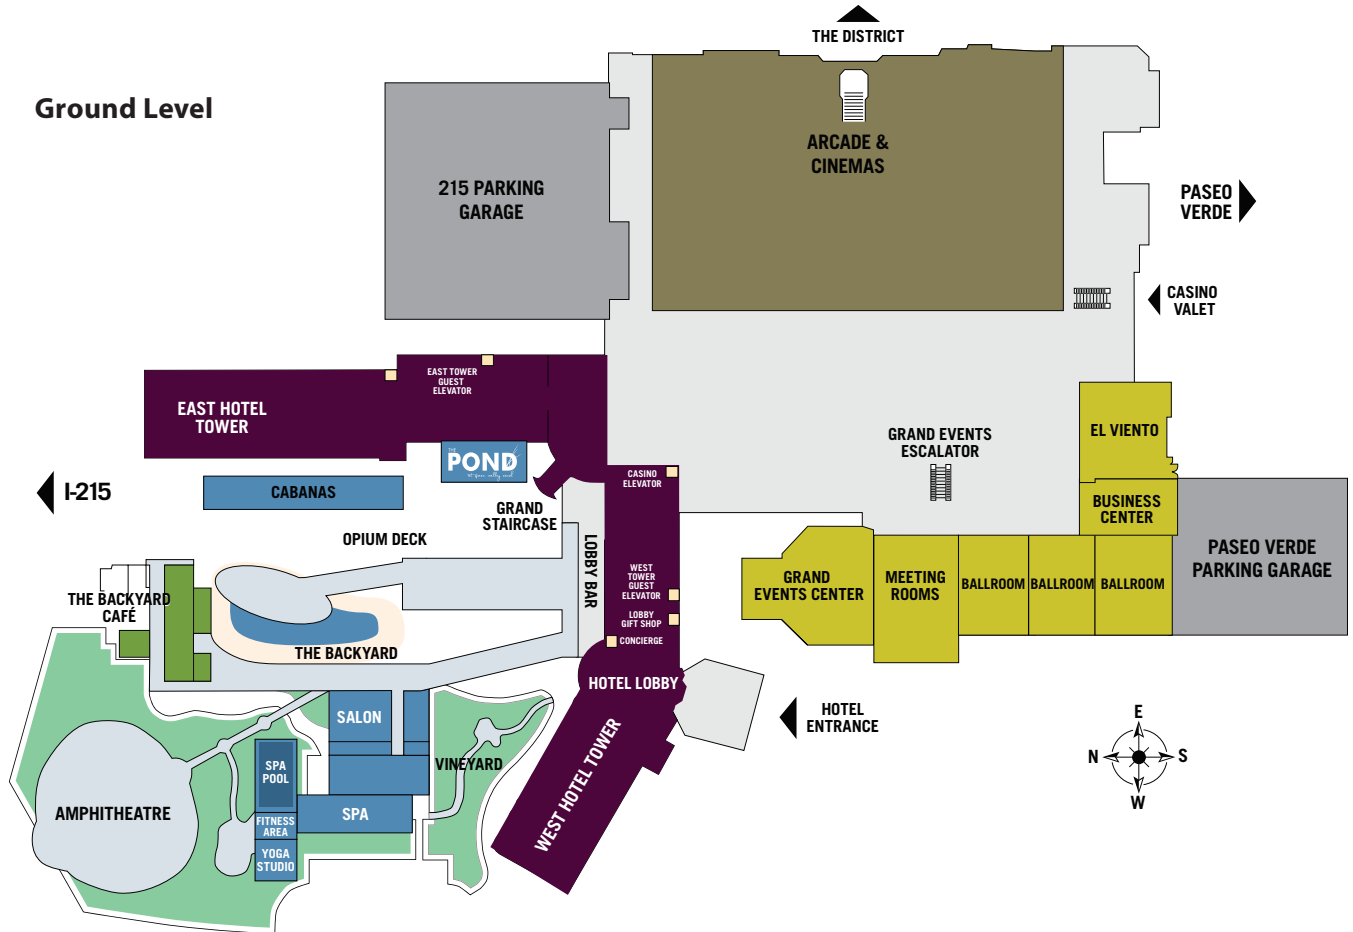 THE DISTRICT
Ground Level
ARCADE &
CINEMAS
215 PARKING
GARAGE
PASEO
VERDE
CASINO
VALET
EAST TOWER
GUEST
ELEVATOR
EAST HOTEL
TOWER
EL VIENTO
GRAND EVENTS
ESCALATOR
THE
POND
CASINO
ELEVATOR
I-215
CABANAS
GRAND
STAIRCASE
BUSINESS
CENTER
OPIUM DECK
LOBBY BAR
PASEO VERDE
PARKING GARAGE
WEST
TOWER
GUEST
ELEVATOR
GRAND
EVENTS CENTER
MEETING
ROOMS
BALLROOM
BALLROOM
BALLROOM
THE BACKYARD
CAFÉ
LOBBY
GIFT SHOP
CONCIERGE
THE BACKYARD
HOTEL LOBBY
SALON
HOTEL
ENTRANCE
E
N
S
W
WEST HOTEL TOWER
VINEYARD
SPA
POOL
AMPHITHEATRE
SPA
FITNESS
AREA
YOGA
STUDIO